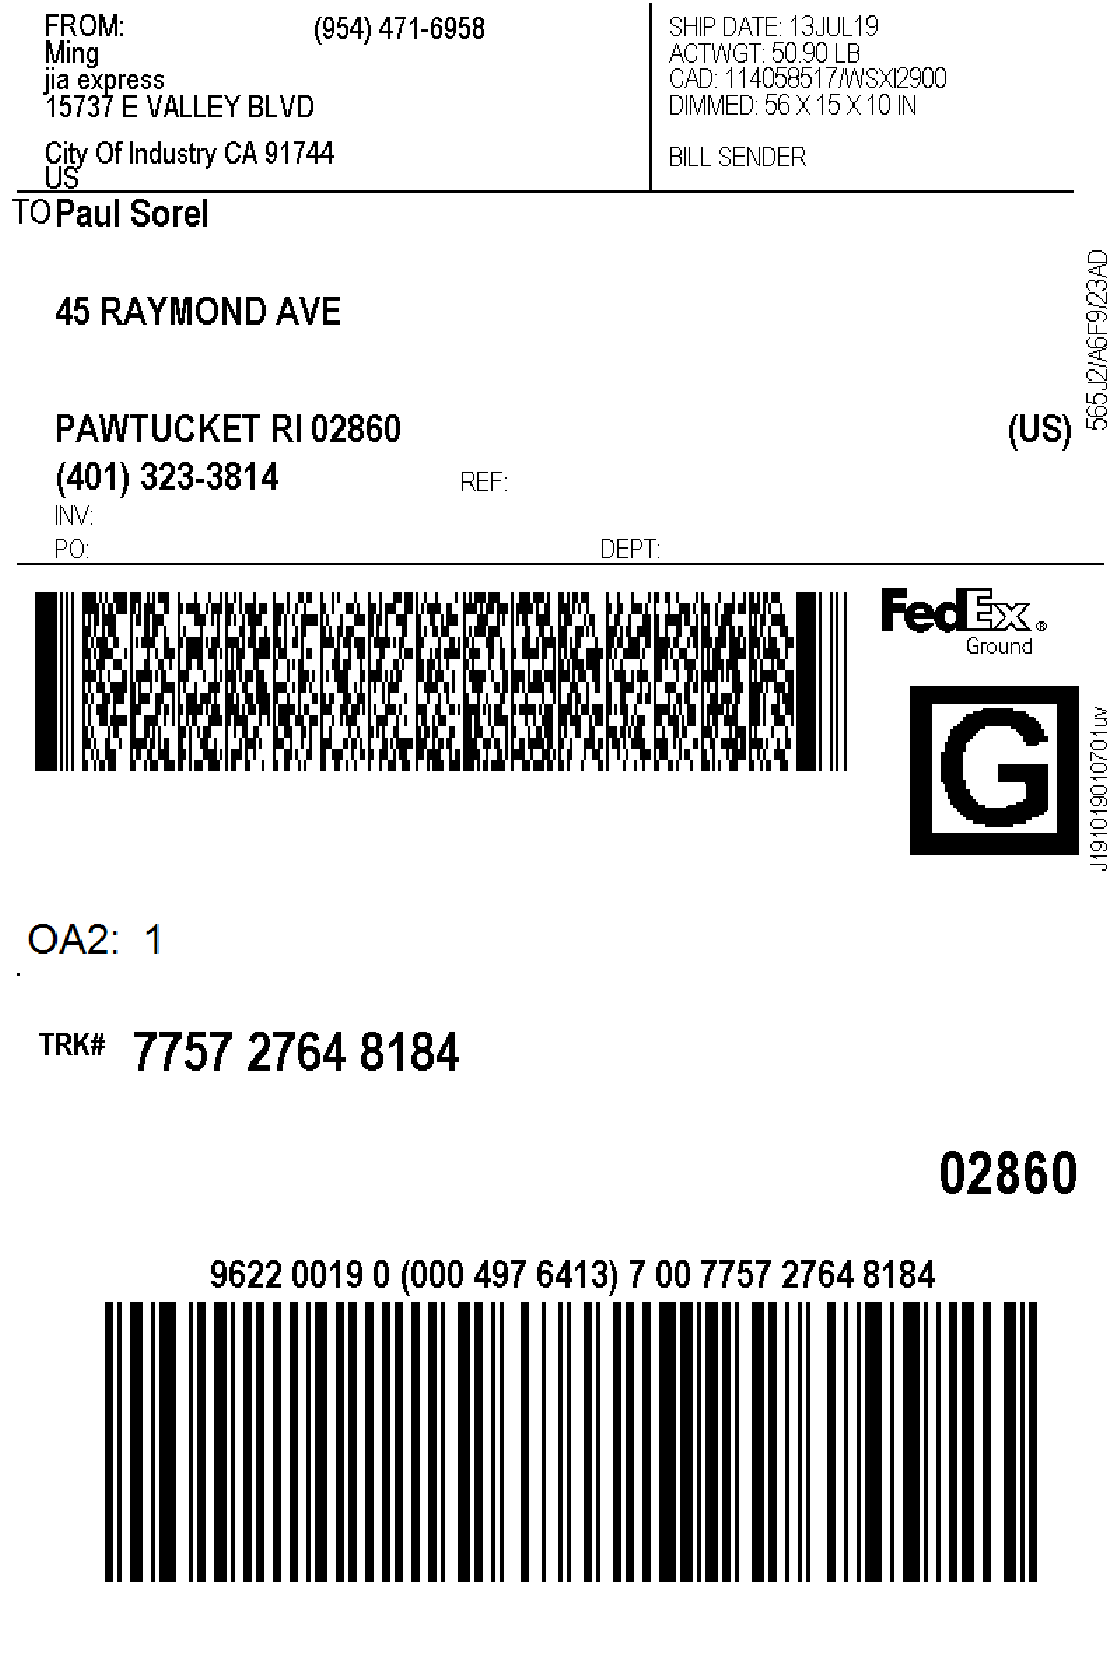 FROM: (954) 471-6958
Ming
jia express
15737 E VALLEY BLVD
City Of Industry CA 91744
US
SHIP DATE: 13JUL19
ACTWGT: 50.90 LB
CAD: 114058517/WSXI2900
DIMMED: 56 X 15 X 10 IN
BILL SENDER
TO Paul Sorel
45 RAYMOND AVE
PAWTUCKET RI 02860 (US)
(401) 323-3814 REF:
INV:
PO: DEPT:
565J2/A6F9/23AD
FedEx®
Ground
G
J191019010701uv
OA2: 1
TRK# 7757 2764 8184
02860
9622 0019 0 (000 497 6413) 7 00 7757 2764 8184